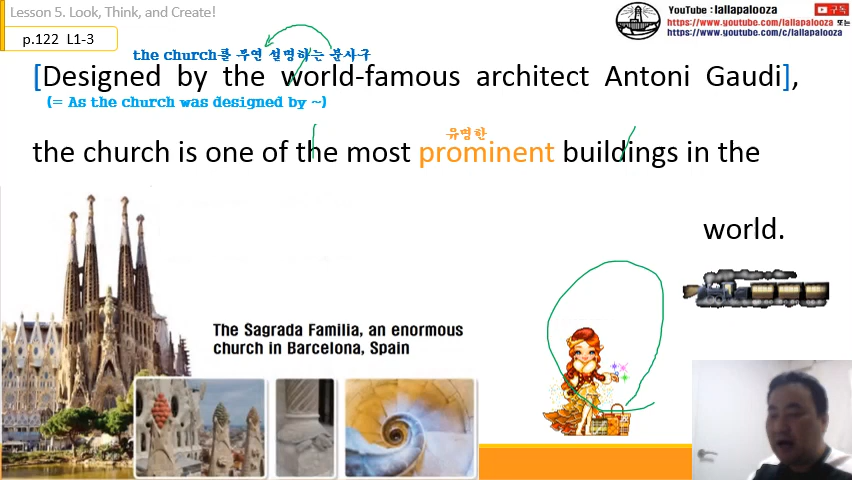 Lesson 5. Look, Think, and Create!
p.122 L1-3
YouTube : lallapalooza
구독
https://www.youtube.com/lallapalooza 또는
https://www.youtube.com/c/lallapalooza
the church를 부연 설명하는 분사구
[Designed by the world-famous architect Antoni Gaudi],
(= As the church was designed by ~)
유명한
the church is one of the most prominent buildings in the
world.
The Sagrada Familia, an enormous
church in Barcelona, Spain